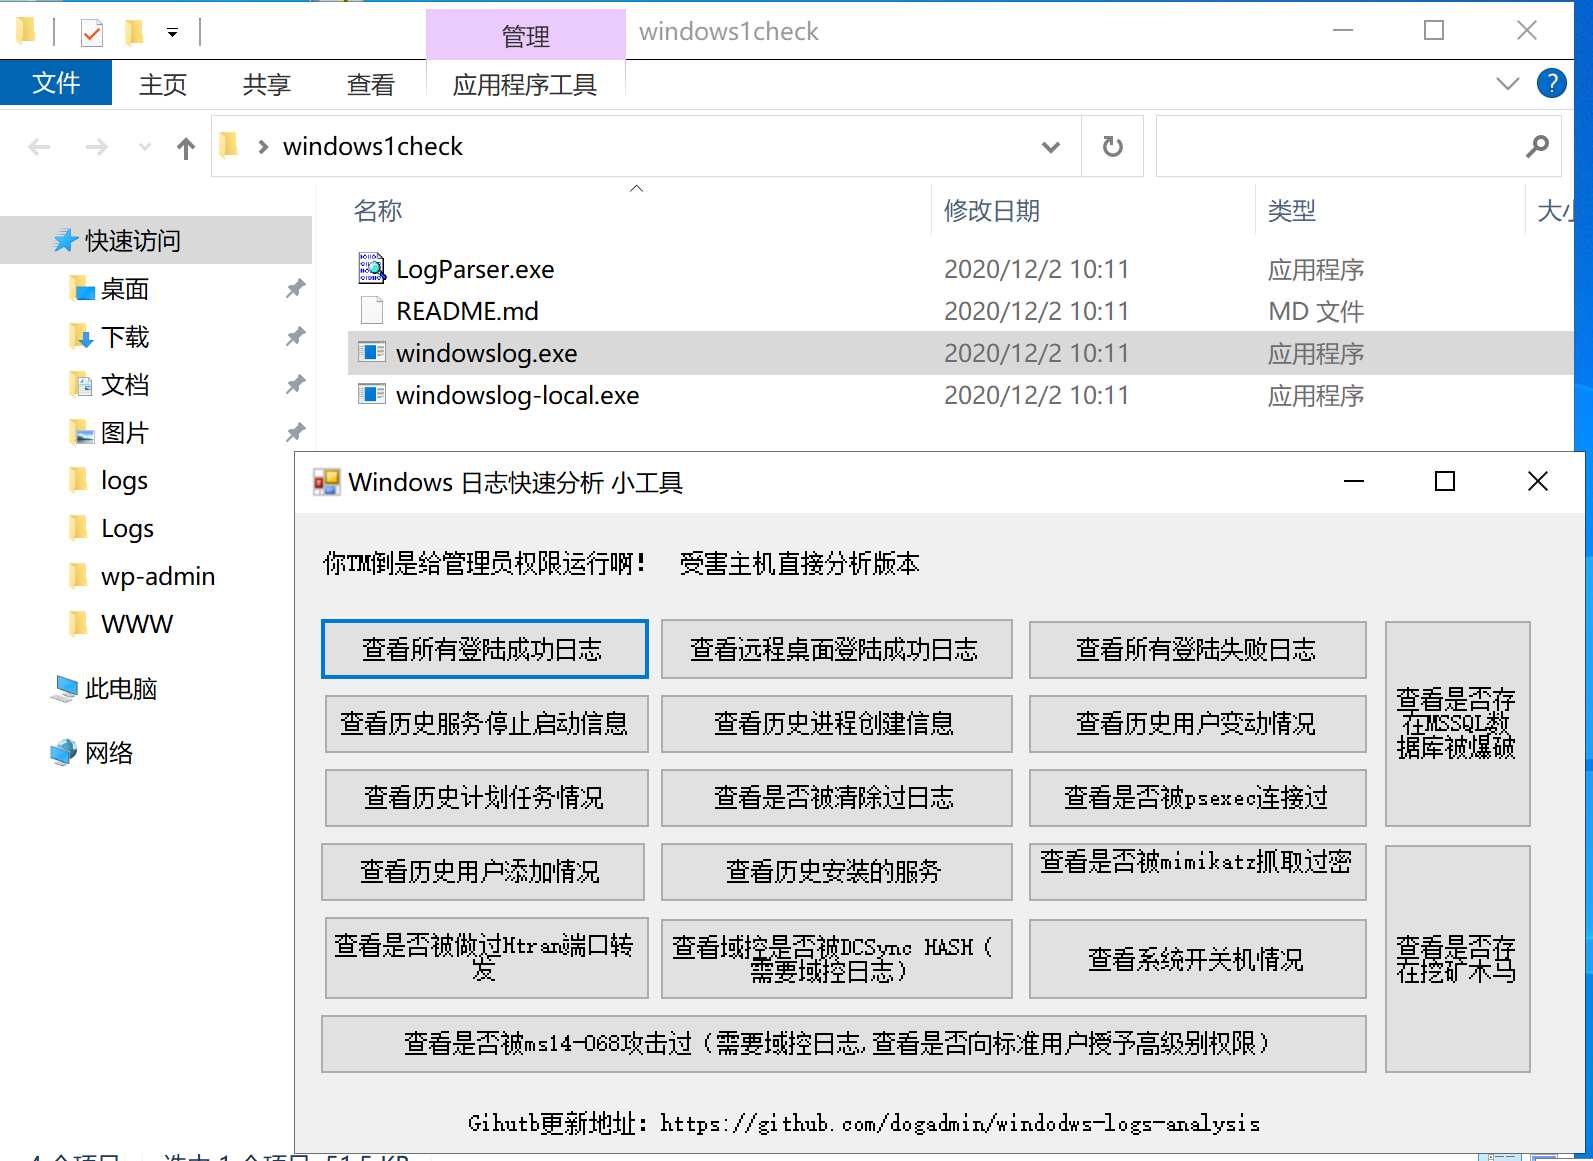 管理
windows1check
文件
主页
共享
查看
应用程序工具
?
windows1check
名称
修改日期
类型
快速访问
桌面
下载
文档
图片
logs
Logs
wp-admin
WWW
此电脑
网络
LogParser.exe 2020/12/2 10:11 应用程序
README.md 2020/12/2 10:11 MD 文件
windowslog.exe 2020/12/2 10:11 应用程序
windowslog-local.exe 2020/12/2 10:11 应用程序
Windows 日志快速分析 小工具
你TM倒是给管理员权限运行啊! 受害主机直接分析版本
查看所有登陆成功日志
查看远程桌面登陆成功日志
查看所有登陆失败日志
查看历史服务停止启动信息
查看历史进程创建信息
查看历史用户变动情况
查看是否存
在MSSQL数
据库被爆破
查看历史计划任务情况
查看是否被清除过日志
查看是否被psexec连接过
查看历史用户添加情况
查看历史安装的服务
查看是否被mimikatz抓取过密
查看是否被做过Htran端口转
发
查看域控是否被DCSync HASH（
需要域控日志）
查看系统开关机情况
查看是否存
在挖矿木马
查看是否被ms14-068攻击过（需要域控日志,查看是否向标准用户授予高级别权限）
Gihutb更新地址：https://github.com/dogadmin/windodws-logs-analysis